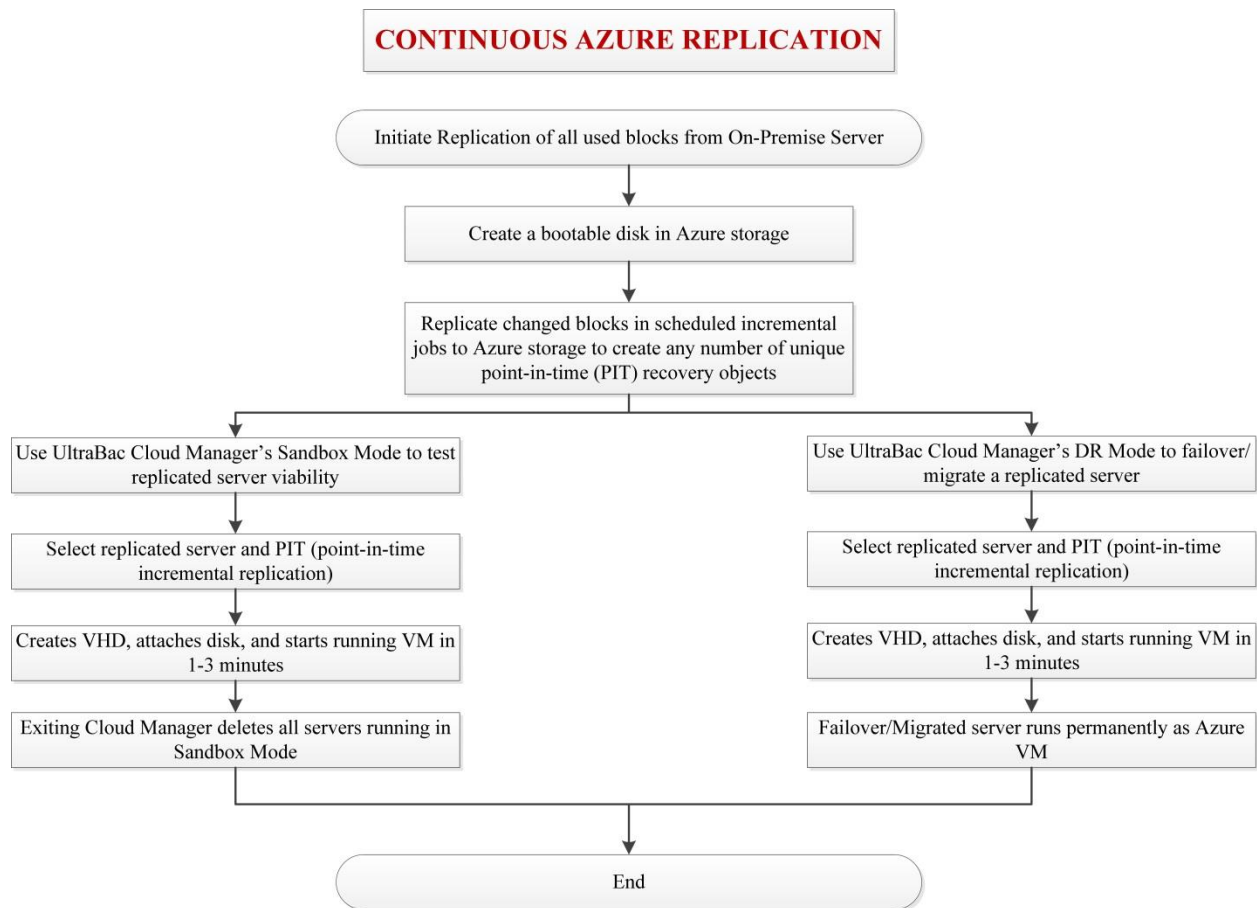 CONTINUOUS AZURE REPLICATION
Initiate Replication of all used blocks from On-Premise Server
Create a bootable disk in Azure storage
Replicate changed blocks in scheduled incremental
jobs to Azure storage to create any number of unique
point-in-time (PIT) recovery objects
Use UltraBac Cloud Manager’s Sandbox Mode to test
replicated server viability
Select replicated server and PIT (point-in-time
incremental replication)
Creates VHD, attaches disk, and starts running VM in
1-3 minutes
Exiting Cloud Manager deletes all servers running in
Sandbox Mode
Use UltraBac Cloud Manager’s DR Mode to failover/
migrate a replicated server
Select replicated server and PIT (point-in-time
incremental replication)
Creates VHD, attaches disk, and starts running VM in
1-3 minutes
Failover/Migrated server runs permanently as Azure
VM
End